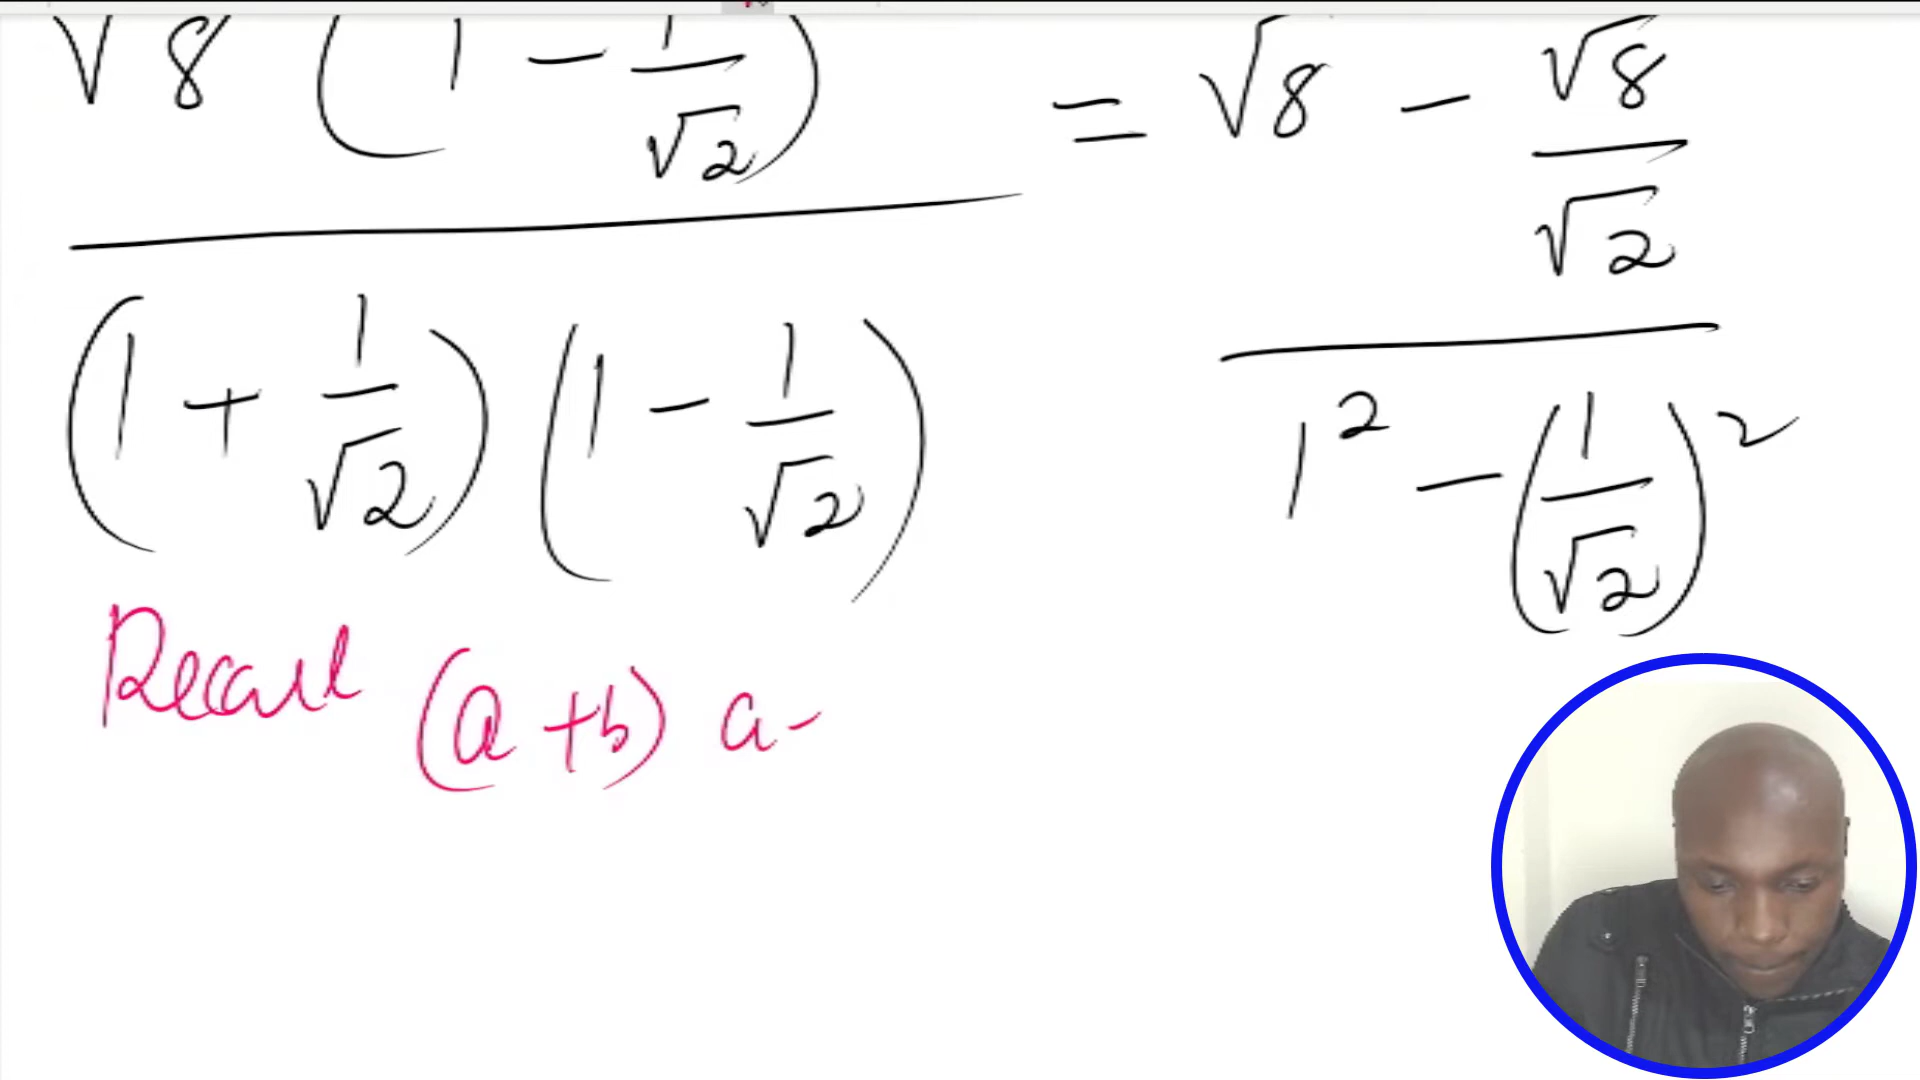 √8 (1 - 1/√2) / (1 + 1/√2)(1 - 1/√2) = √8 - √8/√2 / 1² - (1/√2)²
Recall (a+b) a-